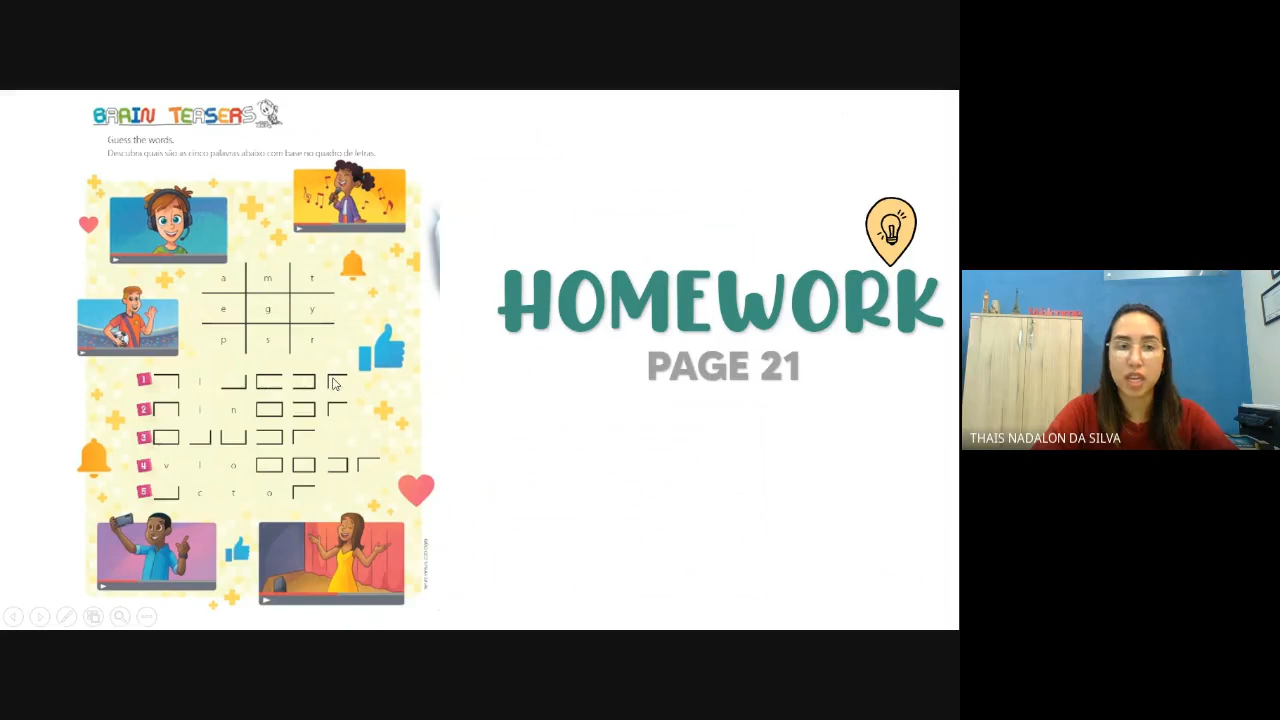 BRAIN TEASERS
Guess the words.
Descubra quais são as cinco palavras abaixo com base no quadro de letras.
a m t
e g y
p s r
1 l
2 i n
3
4 v l o
5 c t o
HOMEWORK
PAGE 21
THAIS NADALON DA SILVA